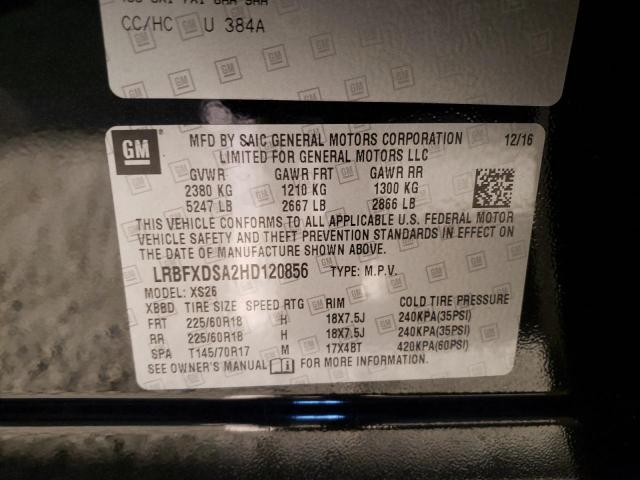 CC/HC U 384A
GM
MFD BY SAIC GENERAL MOTORS CORPORATION 12/16
LIMITED FOR GENERAL MOTORS LLC
GVWR GAWR FRT GAWR RR
2380 KG 1210 KG 1300 KG
5247 LB 2667 LB 2866 LB
THIS VEHICLE CONFORMS TO ALL APPLICABLE U.S. FEDERAL MOTOR
VEHICLE SAFETY AND THEFT PREVENTION STANDARDS IN EFFECT ON
THE DATE OF MANUFACTURE SHOWN ABOVE.
LRBFXDSA2HD120856 TYPE: M.P.V.
MODEL: XS26
XBBD TIRE SIZE SPEED RTG RIM COLD TIRE PRESSURE
FRT 225/60R18 H 18X7.5J 240KPA(35PSI)
RR 225/60R18 H 18X7.5J 240KPA(35PSI)
SPA T145/70R17 M 17X4BT 420KPA(60PSI)
SEE OWNER'S MANUAL FOR MORE INFORMATION.